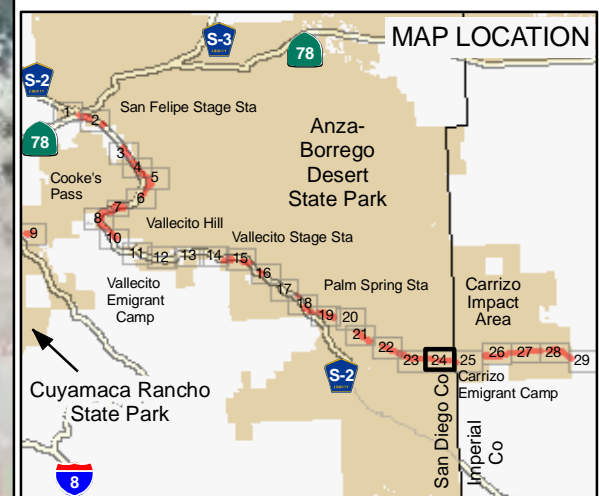 MAP LOCATION
S-3
COUNTY
78
S-2
COUNTY
78
1
2
San Felipe Stage Sta
3
4
5
6
Anza-
Borrego
Desert
State Park
Cooke's
Pass
7
8
9
10
Vallecito Hill
Vallecito Stage Sta
11
12
13
14
15
16
17
18
19
20
21
22
23
24
25
26
27
28
29
Vallecito
Emigrant
Camp
Palm Spring Sta
Carrizo
Impact
Area
S-2
COUNTY
Carrizo
Emigrant Camp
Cuyamaca Rancho
State Park
San Diego Co
Imperial
Co
8